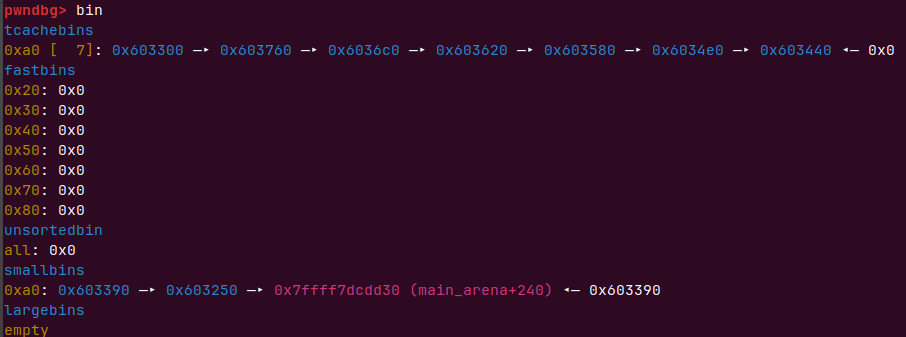 pwndbg> bin
tcachebins
0xa0 [  7]: 0x603300 —▸ 0x603760 —▸ 0x6036c0 —▸ 0x603620 —▸ 0x603580 —▸ 0x6034e0 —▸ 0x603440 ◂— 0x0
fastbins
0x20: 0x0
0x30: 0x0
0x40: 0x0
0x50: 0x0
0x60: 0x0
0x70: 0x0
0x80: 0x0
unsortedbin
all: 0x0
smallbins
0xa0: 0x603390 —▸ 0x603250 —▸ 0x7ffff7dcdd30 (main_arena+240) ◂— 0x603390
largebins
empty